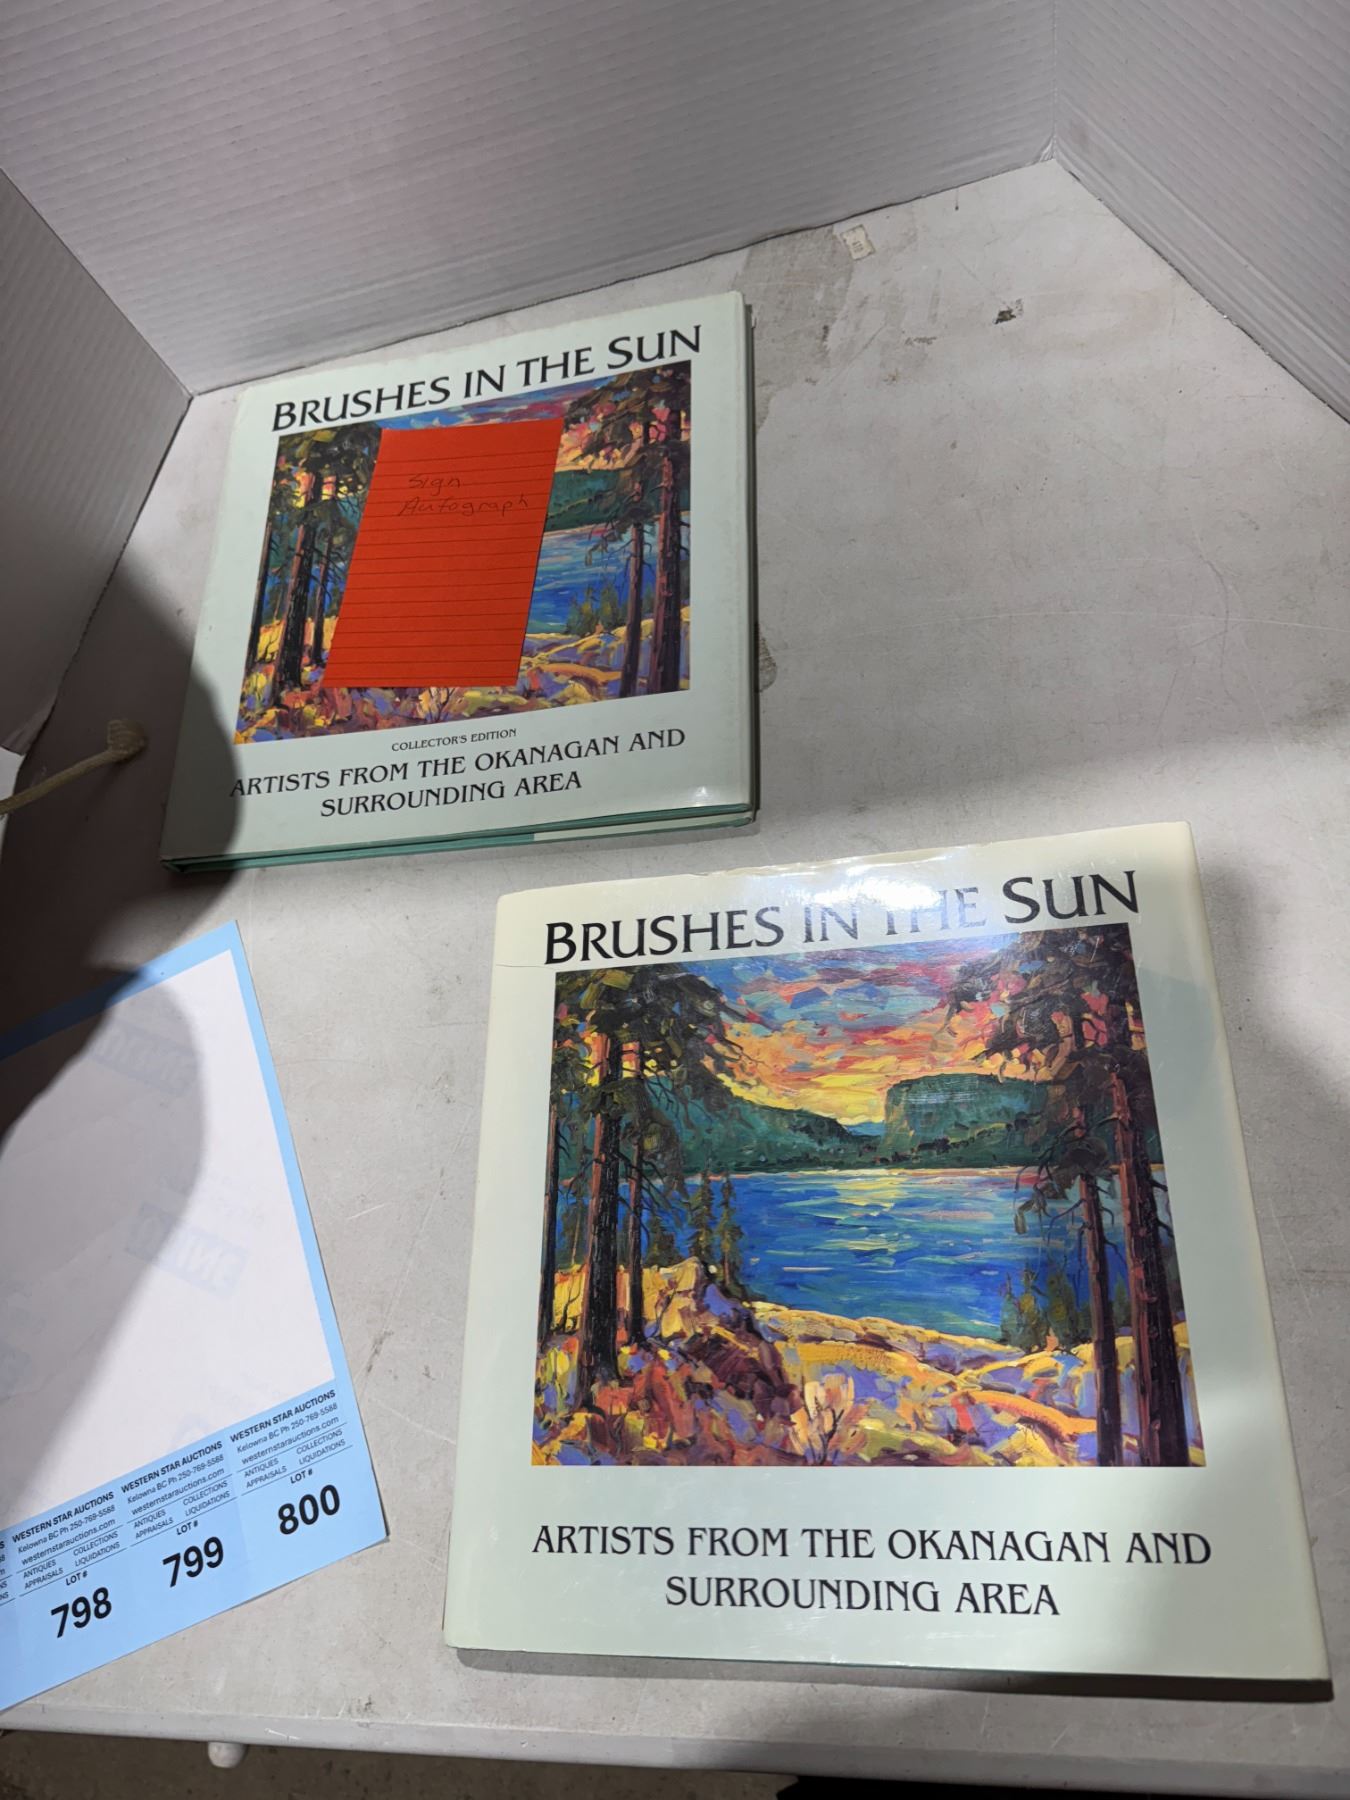 BRUSHES IN THE SUN
Sign
Autograph
COLLECTOR'S EDITION
ARTISTS FROM THE OKANAGAN AND
SURROUNDING AREA
BRUSHES IN THE SUN
ARTISTS FROM THE OKANAGAN AND
SURROUNDING AREA
WESTERN STAR AUCTIONS
Kelowna BC Ph 250-769-5568
westernstarauctions.com
ANTIQUES COLLECTIONS
APPRAISALS LIQUIDATIONS
LOT #
798
WESTERN STAR AUCTIONS
Kelowna BC Ph 250-769-5568
westernstarauctions.com
ANTIQUES COLLECTIONS
APPRAISALS LIQUIDATIONS
LOT #
799
WESTERN STAR AUCTIONS
Kelowna BC Ph 250-769-5568
westernstarauctions.com
ANTIQUES COLLECTIONS
APPRAISALS LIQUIDATIONS
LOT #
800